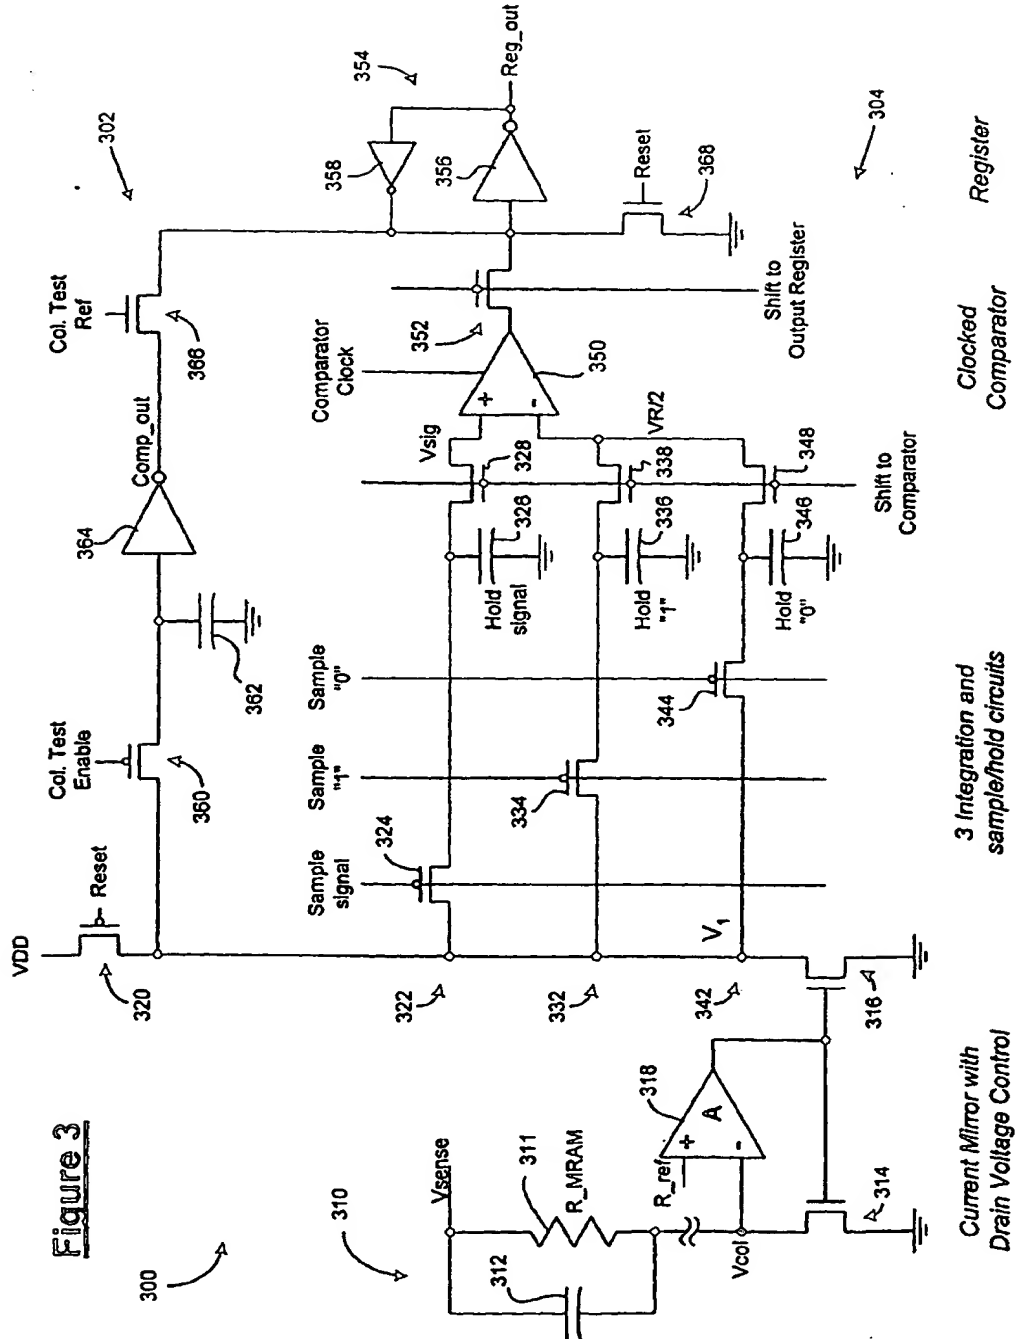 Figure 3
300
302
304
310
Vsense
311
R_MRAM
312
R_ref
318
A
+
-
Vcol
314
316
Current Mirror with
Drain Voltage Control
VDD
Reset
320
322
332
342
V1
Col. Test
Enable
360
362
364
Comp_out
Col. Test
Ref
366
Sample
signal
324
Sample
"1"
334
Sample
"0"
344
Hold
signal
328
Hold
"1"
336
Hold
"0"
346
328
338
348
Shift to
Comparator
3 Integration and
sample/hold circuits
Vsig
VR/2
+
-
Comparator
Clock
350
352
Shift to
Output Register
Clocked
Comparator
354
358
356
Reg_out
Reset
368
Register